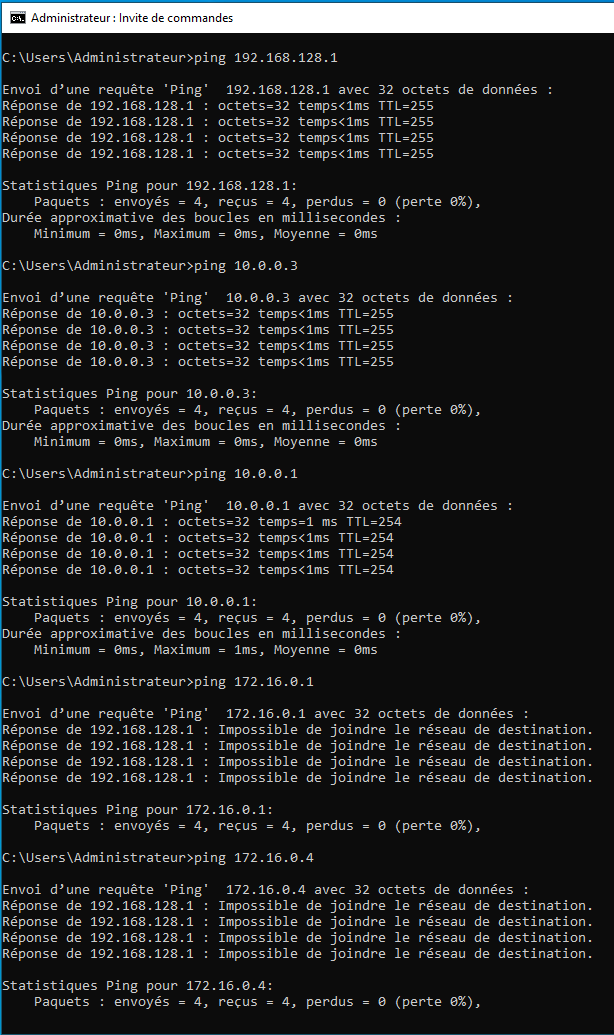 Administrateur : Invite de commandes
C:\Users\Administrateur>ping 192.168.128.1
Envoi d’une requête 'Ping'  192.168.128.1 avec 32 octets de données :
Réponse de 192.168.128.1 : octets=32 temps<1ms TTL=255
Réponse de 192.168.128.1 : octets=32 temps<1ms TTL=255
Réponse de 192.168.128.1 : octets=32 temps<1ms TTL=255
Réponse de 192.168.128.1 : octets=32 temps<1ms TTL=255
Statistiques Ping pour 192.168.128.1:
    Paquets : envoyés = 4, reçus = 4, perdus = 0 (perte 0%),
Durée approximative des boucles en millisecondes :
    Minimum = 0ms, Maximum = 0ms, Moyenne = 0ms
C:\Users\Administrateur>ping 10.0.0.3
Envoi d’une requête 'Ping'  10.0.0.3 avec 32 octets de données :
Réponse de 10.0.0.3 : octets=32 temps<1ms TTL=255
Réponse de 10.0.0.3 : octets=32 temps<1ms TTL=255
Réponse de 10.0.0.3 : octets=32 temps<1ms TTL=255
Réponse de 10.0.0.3 : octets=32 temps<1ms TTL=255
Statistiques Ping pour 10.0.0.3:
    Paquets : envoyés = 4, reçus = 4, perdus = 0 (perte 0%),
Durée approximative des boucles en millisecondes :
    Minimum = 0ms, Maximum = 0ms, Moyenne = 0ms
C:\Users\Administrateur>ping 10.0.0.1
Envoi d’une requête 'Ping'  10.0.0.1 avec 32 octets de données :
Réponse de 10.0.0.1 : octets=32 temps=1 ms TTL=254
Réponse de 10.0.0.1 : octets=32 temps<1ms TTL=254
Réponse de 10.0.0.1 : octets=32 temps<1ms TTL=254
Réponse de 10.0.0.1 : octets=32 temps<1ms TTL=254
Statistiques Ping pour 10.0.0.1:
    Paquets : envoyés = 4, reçus = 4, perdus = 0 (perte 0%),
Durée approximative des boucles en millisecondes :
    Minimum = 0ms, Maximum = 1ms, Moyenne = 0ms
C:\Users\Administrateur>ping 172.16.0.1
Envoi d’une requête 'Ping'  172.16.0.1 avec 32 octets de données :
Réponse de 192.168.128.1 : Impossible de joindre le réseau de destination.
Réponse de 192.168.128.1 : Impossible de joindre le réseau de destination.
Réponse de 192.168.128.1 : Impossible de joindre le réseau de destination.
Réponse de 192.168.128.1 : Impossible de joindre le réseau de destination.
Statistiques Ping pour 172.16.0.1:
    Paquets : envoyés = 4, reçus = 4, perdus = 0 (perte 0%),
C:\Users\Administrateur>ping 172.16.0.4
Envoi d’une requête 'Ping'  172.16.0.4 avec 32 octets de données :
Réponse de 192.168.128.1 : Impossible de joindre le réseau de destination.
Réponse de 192.168.128.1 : Impossible de joindre le réseau de destination.
Réponse de 192.168.128.1 : Impossible de joindre le réseau de destination.
Réponse de 192.168.128.1 : Impossible de joindre le réseau de destination.
Statistiques Ping pour 172.16.0.4:
    Paquets : envoyés = 4, reçus = 4, perdus = 0 (perte 0%),